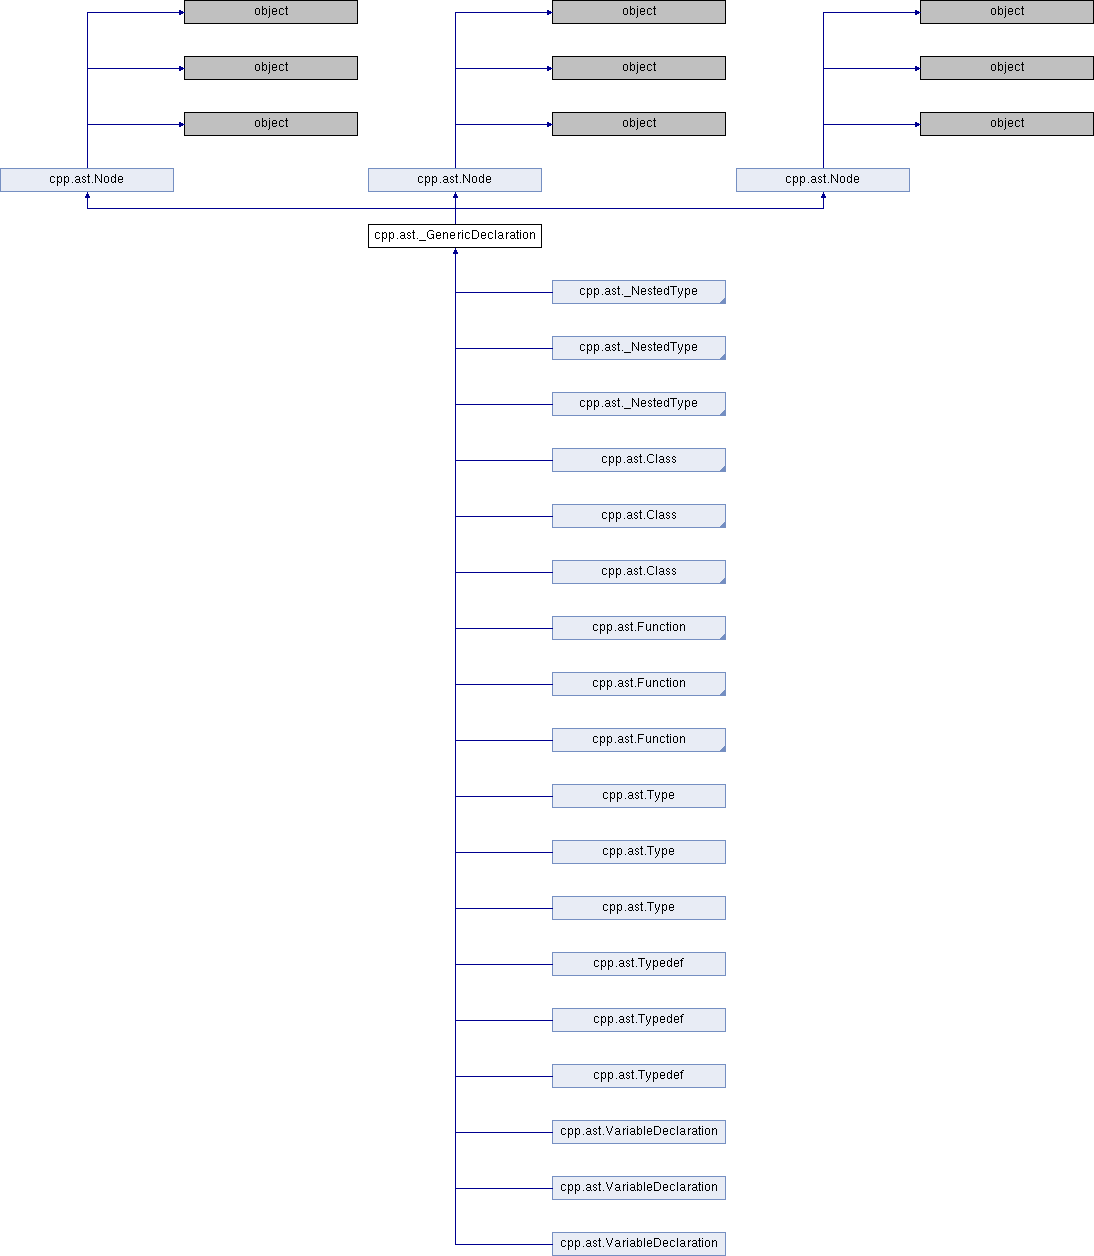 object
object
object
object
object
object
object
object
object
cpp.ast.Node
cpp.ast.Node
cpp.ast.Node
cpp.ast._GenericDeclaration
cpp.ast._NestedType
cpp.ast._NestedType
cpp.ast._NestedType
cpp.ast.Class
cpp.ast.Class
cpp.ast.Class
cpp.ast.Function
cpp.ast.Function
cpp.ast.Function
cpp.ast.Type
cpp.ast.Type
cpp.ast.Type
cpp.ast.Typedef
cpp.ast.Typedef
cpp.ast.Typedef
cpp.ast.VariableDeclaration
cpp.ast.VariableDeclaration
cpp.ast.VariableDeclaration